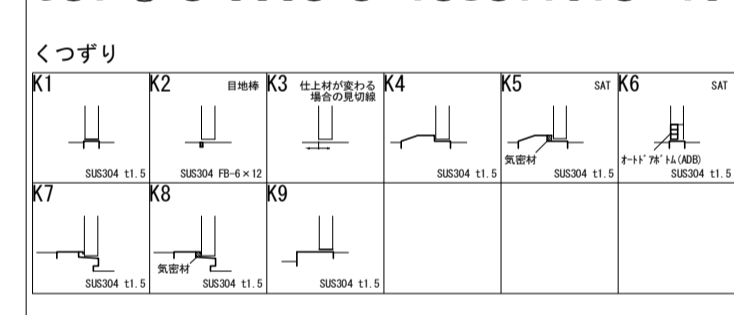 くつずり
K1
SUS304 t1.5
K2
目地棒
SUS304 FB-6×12
K3
仕上材が変わる
場合の見切線
K4
SUS304 t1.5
K5
SAT
気密材
SUS304 t1.5
K6
SAT
オートドアボトム(ADB)
SUS304 t1.5
K7
SUS304 t1.5
K8
気密材
SUS304 t1.5
K9
SUS304 t1.5